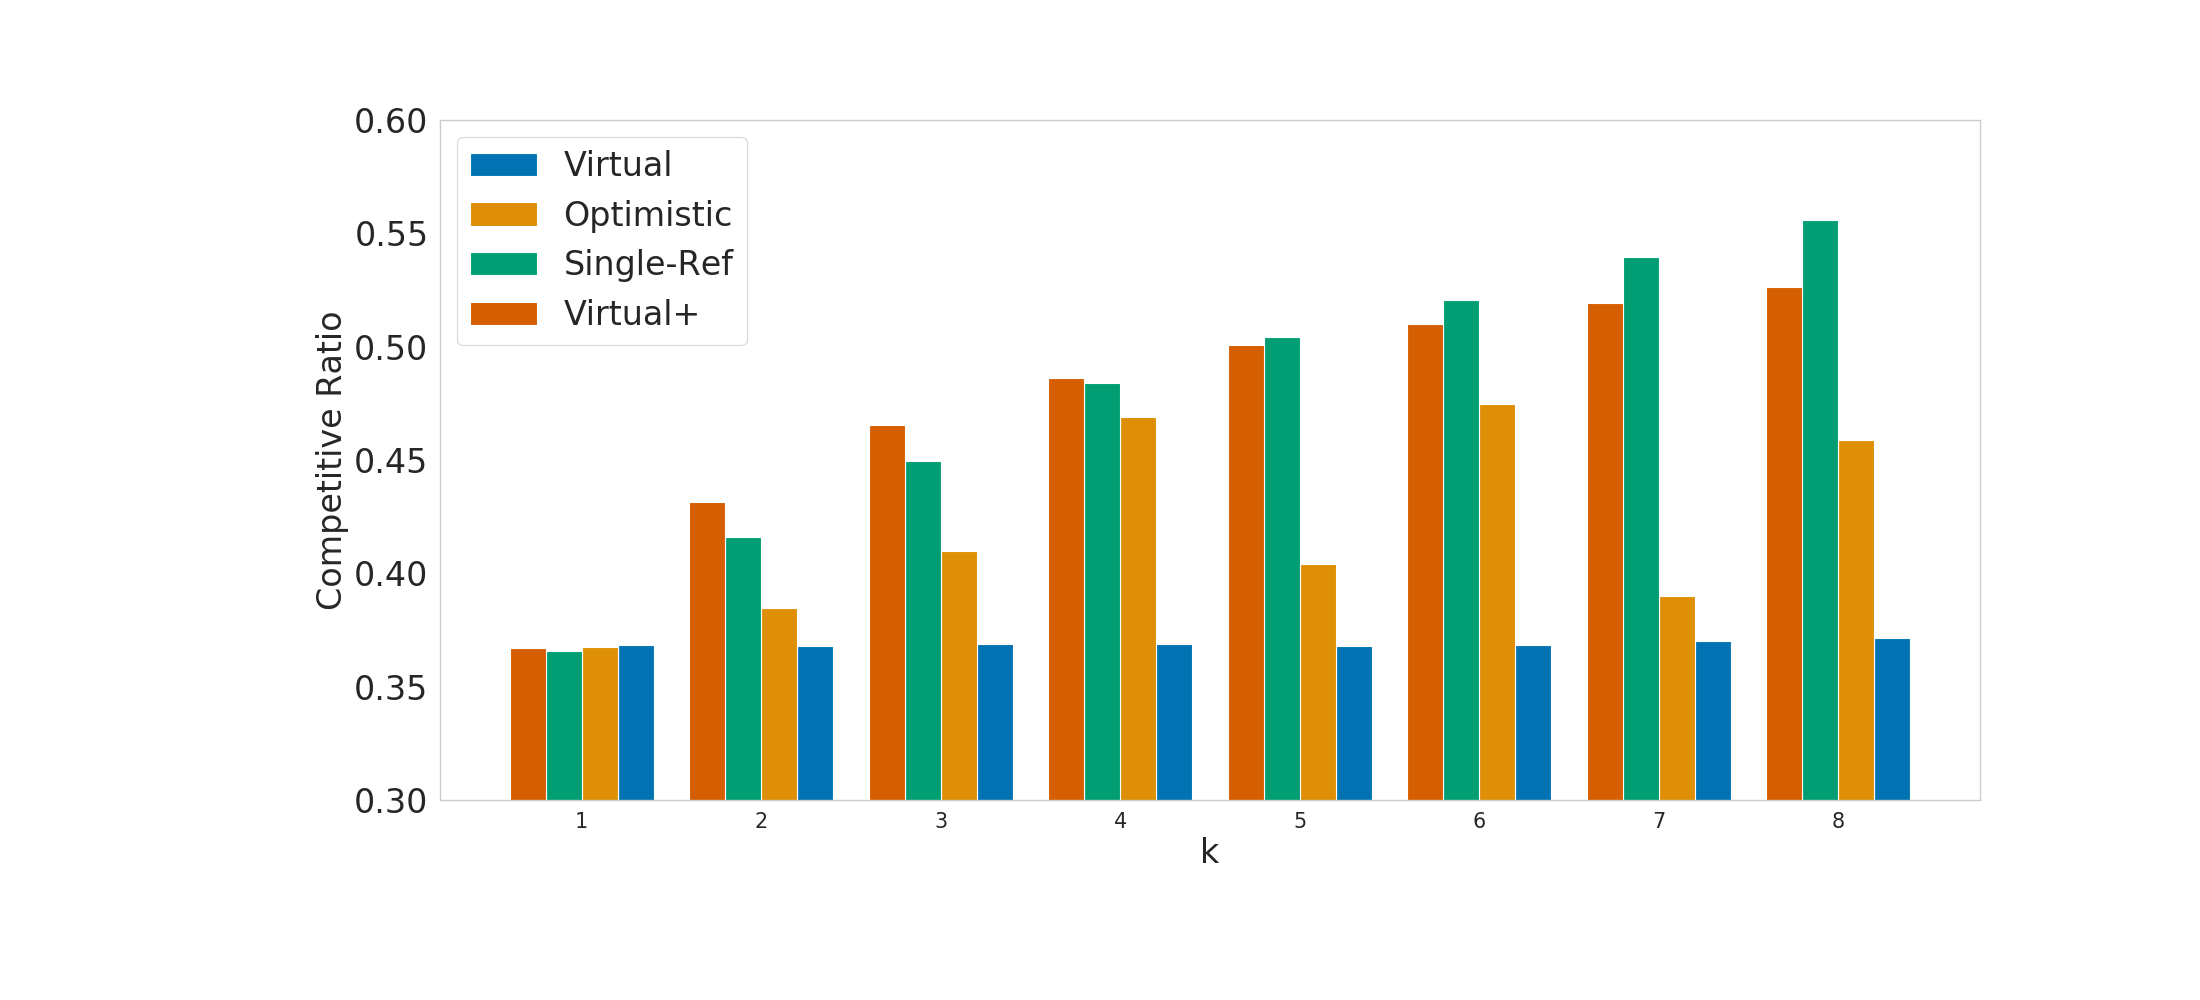 0.60
0.55
0.50
0.45
0.40
0.35
0.30
Competitive Ratio
Virtual
Optimistic
Single-Ref
Virtual+
1 2 3 4 5 6 7 8
k